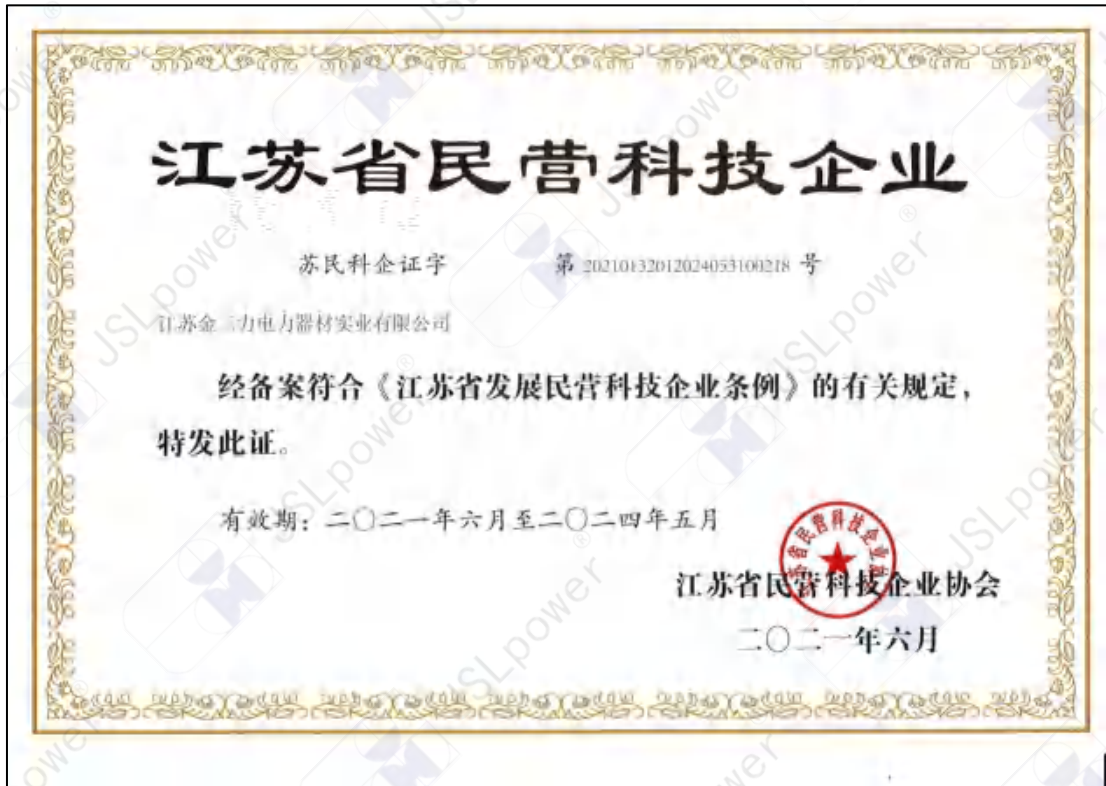 江苏省民营科技企业
苏民科企证字 第 20210132012024053100218 号
江苏金三力电力器材实业有限公司
经备案符合《江苏省发展民营科技企业条例》的有关规定，
特发此证。
有效期：二〇二一年六月至二〇二四年五月
江苏省民营科技企业协会
二〇二一年六月
JSLpower